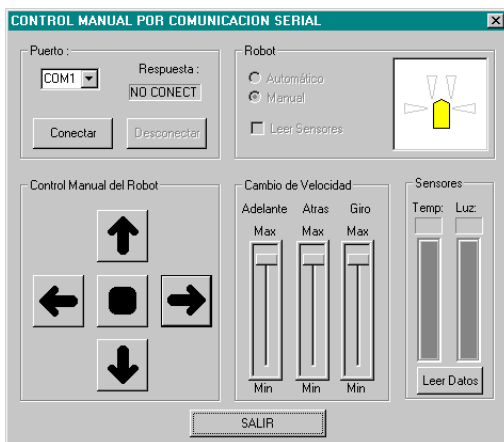 CONTROL MANUAL POR COMUNICACION SERIAL
Puerto :
COM1
Respuesta :
NO CONECT
Conectar
Desconectar
Robot
Automático
Manual
Leer Sensores
Control Manual del Robot
Cambio de Velocidad
Adelante Atras Giro
Max Max Max
Min Min Min
Sensores
Temp: Luz:
Leer Datos
SALIR